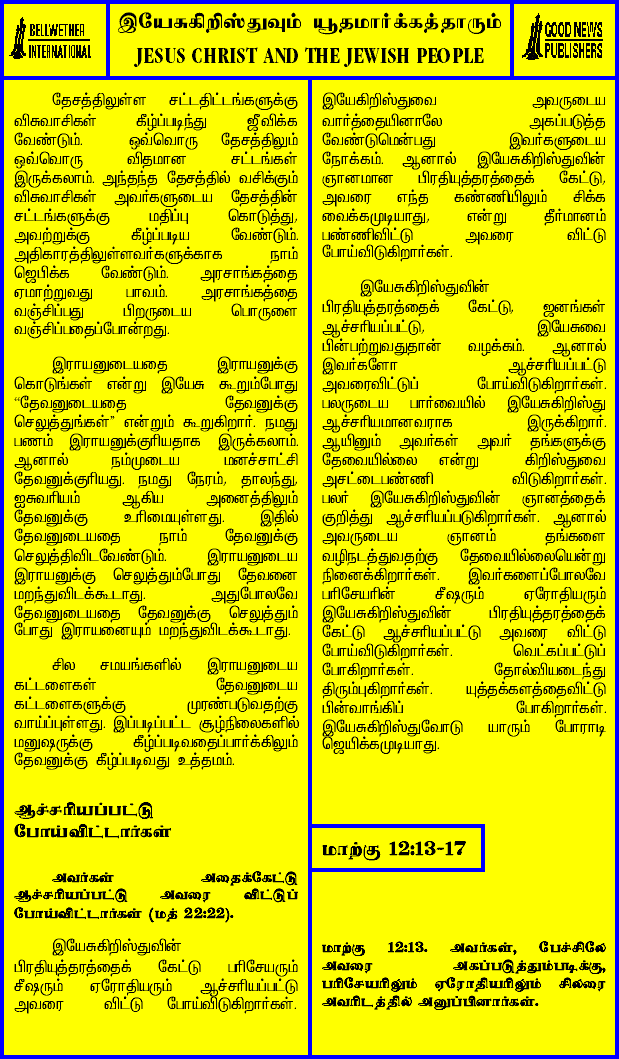 BELLWETHER
INTERNATIONAL
இயேசுகிறிஸ்துவும் யூதமார்க்கத்தாரும்
JESUS CHRIST AND THE JEWISH PEOPLE
GOOD NEWS
PUBLISHERS
தேசத்திலுள்ள சட்டதிட்டங்களுக்கு
விசுவாசிகள் கீழ்ப்படிந்து ஜீவிக்க
வேண்டும். ஒவ்வொரு தேசத்திலும்
ஒவ்வொரு விதமான சட்டங்கள்
இருக்கலாம். அந்தந்த தேசத்தில் வசிக்கும்
விசுவாசிகள் அவர்களுடைய தேசத்தின்
சட்டங்களுக்கு மதிப்பு கொடுத்து,
அவற்றுக்கு கீழ்ப்படிய வேண்டும்.
அதிகாரத்திலுள்ளவர்களுக்காக நாம்
ஜெபிக்க வேண்டும். அரசாங்கத்தை
ஏமாற்றுவது பாவம். அரசாங்கத்தை
வஞ்சிப்பது பிறருடைய பொருளை
வஞ்சிப்பதைப்போன்றது.
இராயனுடையதை இராயனுக்கு
கொடுங்கள் என்று இயேசு கூறும்போது
“தேவனுடையதை தேவனுக்கு
செலுத்துங்கள்” என்றும் கூறுகிறார். நமது
பணம் இராயனுக்குரியதாக இருக்கலாம்.
ஆனால் நம்முடைய மனச்சாட்சி
தேவனுக்குரியது. நமது நேரம், தாலந்து,
ஐசுவரியம் ஆகிய அனைத்திலும்
தேவனுக்கு உரிமையுள்ளது. இதில்
தேவனுடையதை நாம் தேவனுக்கு
செலுத்திவிடவேண்டும். இராயனுடைய
இராயனுக்கு செலுத்தும்போது தேவனை
மறந்துவிடக்கூடாது. அதுபோலவே
தேவனுடையதை தேவனுக்கு செலுத்தும்
போது இராயனையும் மறந்துவிடக்கூடாது.
சில சமயங்களில் இராயனுடைய
கட்டளைகள் தேவனுடைய
கட்டளைகளுக்கு முரண்படுவதற்கு
வாய்ப்புள்ளது. இப்படிப்பட்ட சூழ்நிலைகளில்
மனுஷருக்கு கீழ்ப்படிவதைப்பார்க்கிலும்
தேவனுக்கு கீழ்ப்படிவது உத்தமம்.
ஆச்சரியப்பட்டு
போய்விட்டார்கள்
அவர்கள் அதைக்கேட்டு
ஆச்சரியப்பட்டு அவரை விட்டுப்
போய்விட்டார்கள் (மத் 22:22).
இயேசுகிறிஸ்துவின்
பிரதியுத்தரத்தைக் கேட்டு பரிசேயரும்
சீஷரும் ஏரோதியரும் ஆச்சரியப்பட்டு
அவரை விட்டு போய்விடுகிறார்கள்.
இயேகிறிஸ்துவை அவருடைய
வார்த்தையினாலே அகப்படுத்த
வேண்டுமென்பது இவர்களுடைய
நோக்கம். ஆனால் இயேசுகிறிஸ்துவின்
ஞானமான பிரதியுத்தரத்தைக் கேட்டு,
அவரை எந்த கண்ணியிலும் சிக்க
வைக்கமுடியாது, என்று தீர்மானம்
பண்ணிவிட்டு அவரை விட்டு
போய்விடுகிறார்கள்.
இயேசுகிறிஸ்துவின்
பிரதியுத்தரத்தைக் கேட்டு, ஜனங்கள்
ஆச்சரியப்பட்டு, இயேசுவை
பின்பற்றுவதுதான் வழக்கம். ஆனால்
இவர்களோ ஆச்சரியப்பட்டு
அவரைவிட்டுப் போய்விடுகிறார்கள்.
பலருடைய பார்வையில் இயேசுகிறிஸ்து
ஆச்சரியமானவராக இருக்கிறார்.
ஆயினும் அவர்கள் அவர் தங்களுக்கு
தேவையில்லை என்று கிறிஸ்துவை
அசட்டைபண்ணி விடுகிறார்கள்.
பலர் இயேசுகிறிஸ்துவின் ஞானத்தைக்
குறித்து ஆச்சரியப்படுகிறார்கள். ஆனால்
அவருடைய ஞானம் தங்களை
வழிநடத்துவதற்கு தேவையில்லையென்று
நினைக்கிறார்கள். இவர்களைப்போலவே
பரிசேயரின் சீஷரும் ஏரோதியரும்
இயேசுகிறிஸ்துவின் பிரதியுத்தரத்தைக்
கேட்டு ஆச்சரியப்பட்டு அவரை விட்டு
போய்விடுகிறார்கள். வெட்கப்பட்டுப்
போகிறார்கள். தோல்வியடைந்து
திரும்புகிறார்கள். யுத்தக்களத்தைவிட்டு
பின்வாங்கிப் போகிறார்கள்.
இயேசுகிறிஸ்துவோடு யாரும் போராடி
ஜெயிக்கமுடியாது.
மாற்கு 12:13-17
மாற்கு 12:13. அவர்கள், பேச்சிலே
அவரை அகப்படுத்தும்படிக்கு,
பரிசேயரிலும் ஏரோதியரிலும் சிலரை
அவரிடத்தில் அனுப்பினார்கள்.